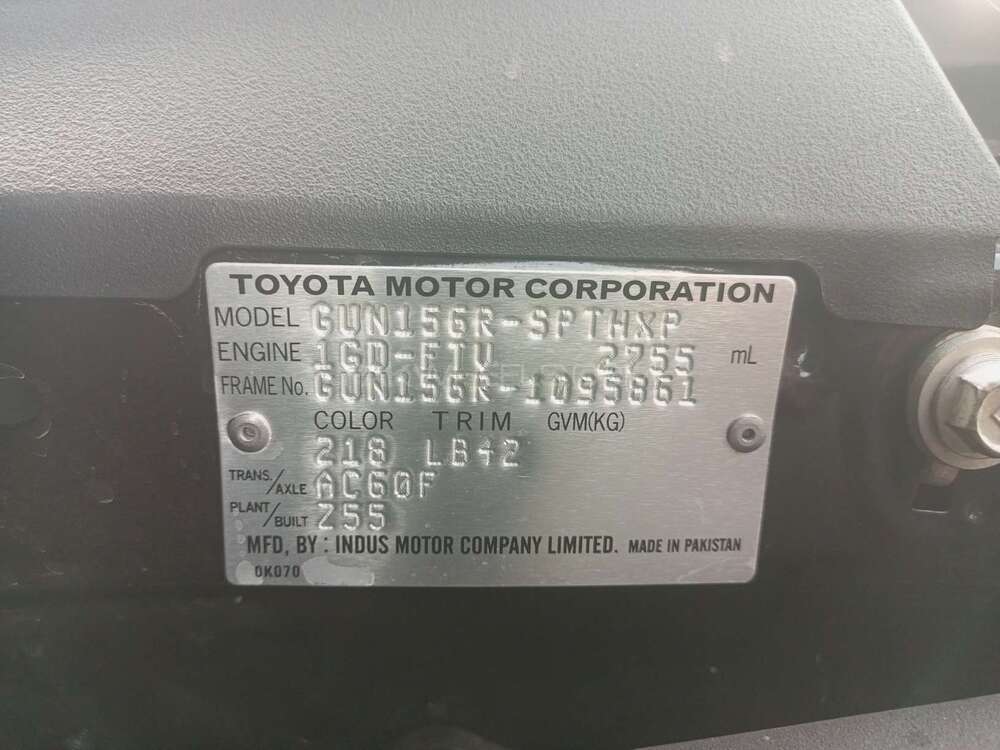 TOYOTA MOTOR CORPORATION
MODEL GUN156R-SPTHXP
ENGINE 1GD-FTV 2755 mL
FRAME No. GUN156R-1095861
COLOR TRIM GVM(KG)
218 LB42
TRANS./AXLE AC60F
PLANT/BUILT Z55
MFD, BY : INDUS MOTOR COMPANY LIMITED. MADE IN PAKISTAN
0K070